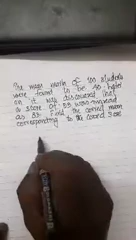 The mean marks of 100 students
were found to be 40. Later
on it was discovered that
a score of 53 was misread
as 83. Find the correct mean
corresponding to the correct score